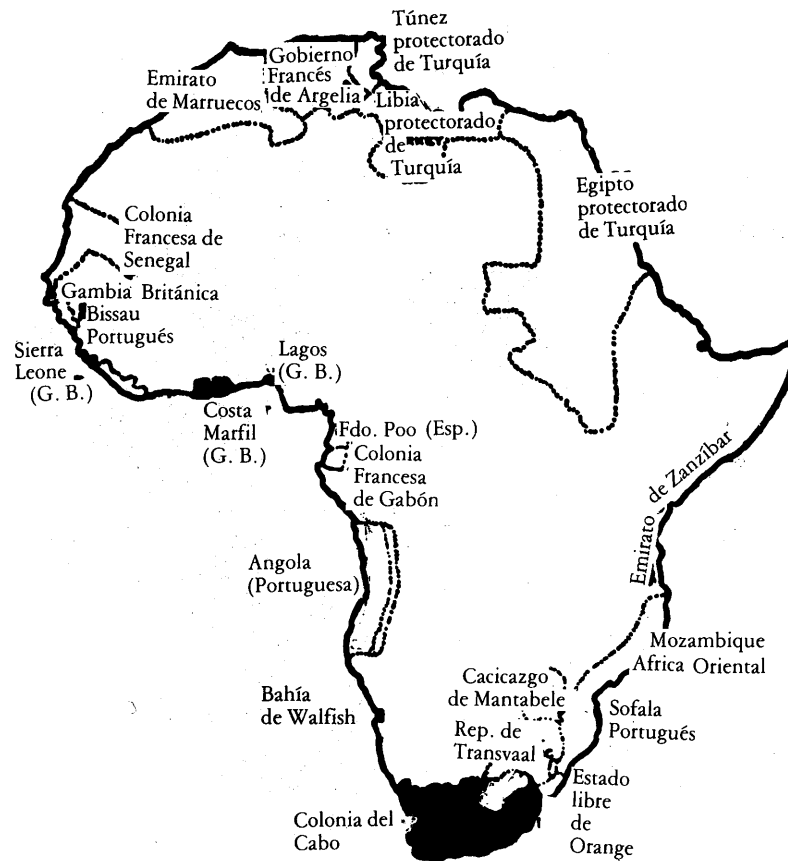 Túnez
protectorado
de Turquía
Gobierno
Francés
de Argelia
Emirato
de Marruecos
Libia
protectorado
de
Turquía
Egipto
protectorado
de Turquía
Colonia
Francesa de
Senegal
Gambia Británica
Bissau
Portugués
Sierra
Leone
(G. B.)
Lagos
(G. B.)
Costa
Marfil
(G. B.)
Fdo. Poo (Esp.)
Colonia
Francesa
de Gabón
Emirato de Zanzíbar
Angola
(Portuguesa)
Mozambique
Africa Oriental
Cacicazgo
de Mantabele
Bahía
de Walfish
Sofala
Portugués
Rep. de
Transvaal
Estado
libre
de
Orange
Colonia del
Cabo